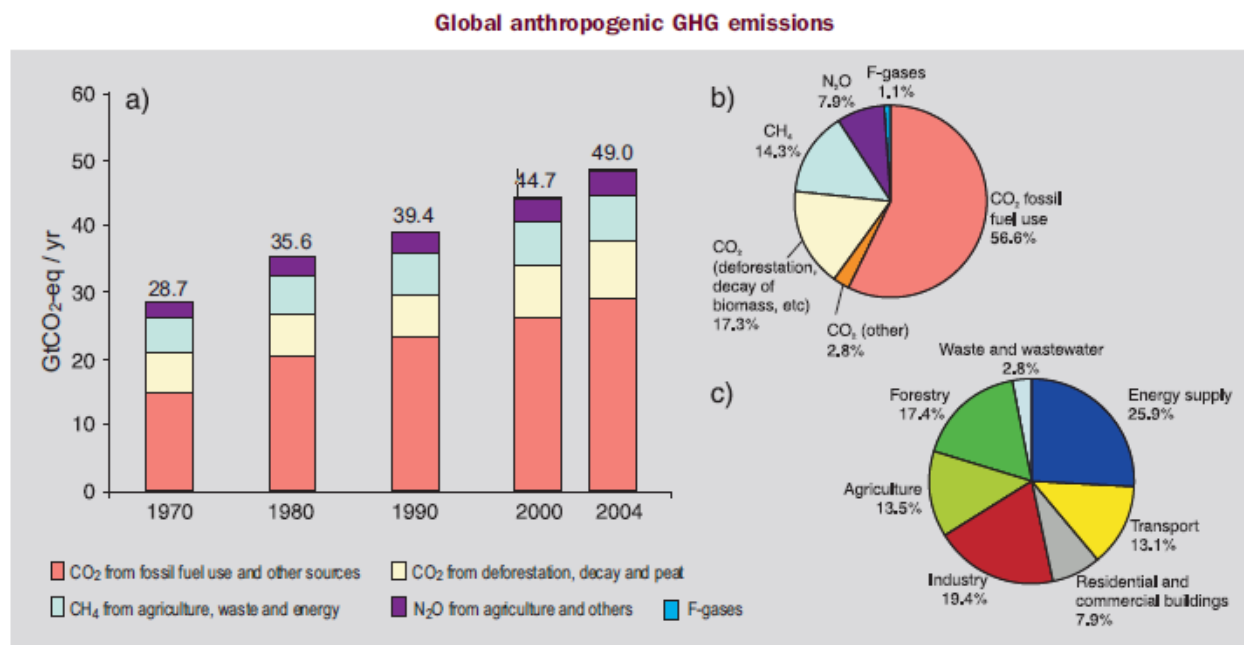 Global anthropogenic GHG emissions
a)
GtCO₂-eq / yr
60
50
40
30
20
10
0
28.7
35.6
39.4
44.7
49.0
1970
1980
1990
2000
2004
CO₂ from fossil fuel use and other sources
CO₂ from deforestation, decay and peat
CH₄ from agriculture, waste and energy
N₂O from agriculture and others
F-gases
b)
F-gases
1.1%
N₂O
7.9%
CH₄
14.3%
CO₂ fossil
fuel use
56.6%
CO₂
(deforestation,
decay of
biomass, etc)
17.3%
CO₂ (other)
2.8%
c)
Waste and wastewater
2.8%
Forestry
17.4%
Energy supply
25.9%
Agriculture
13.5%
Transport
13.1%
Industry
19.4%
Residential and
commercial buildings
7.9%